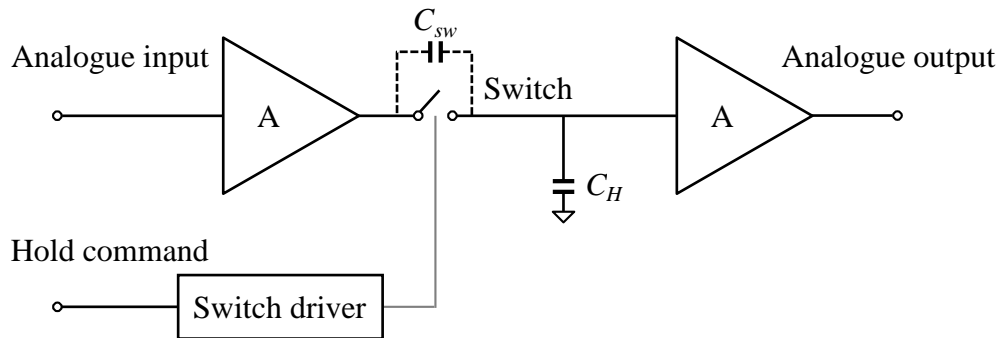 C_sw
Analogue input
Analogue output
Switch
A
A
C_H
Hold command
Switch driver